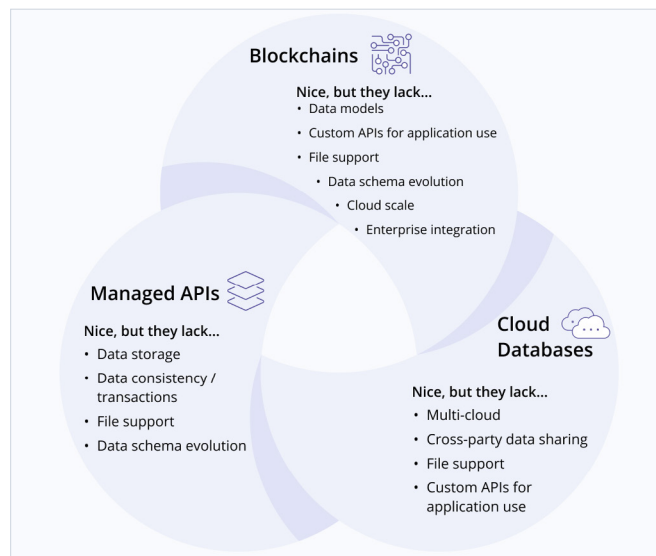 Blockchains
Nice, but they lack...
• Data models
• Custom APIs for application use
• File support
• Data schema evolution
• Cloud scale
• Enterprise integration
Managed APIs
Nice, but they lack...
• Data storage
• Data consistency /
transactions
• File support
• Data schema evolution
Cloud
Databases
Nice, but they lack...
• Multi-cloud
• Cross-party data sharing
• File support
• Custom APIs for
application use